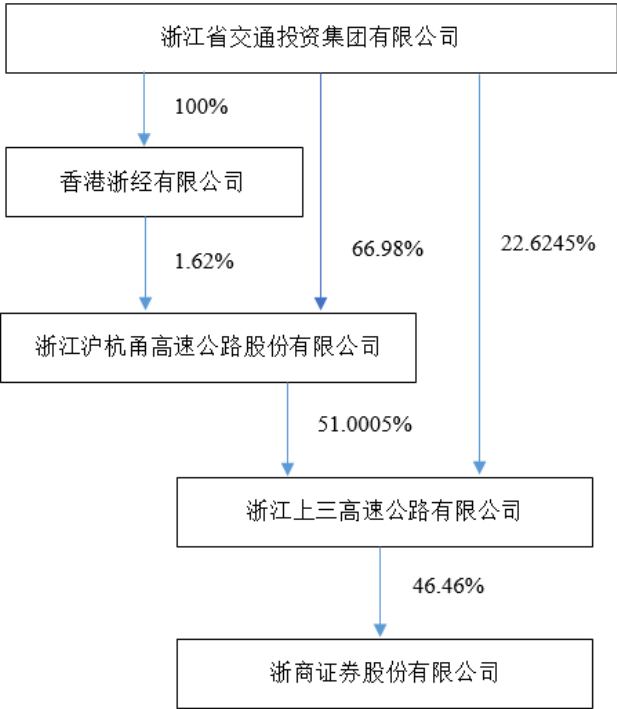 浙江省交通投资集团有限公司
100%
香港浙经有限公司
1.62%
66.98%
22.6245%
浙江沪杭甬高速公路股份有限公司
51.0005%
浙江上三高速公路有限公司
46.46%
浙商证券股份有限公司